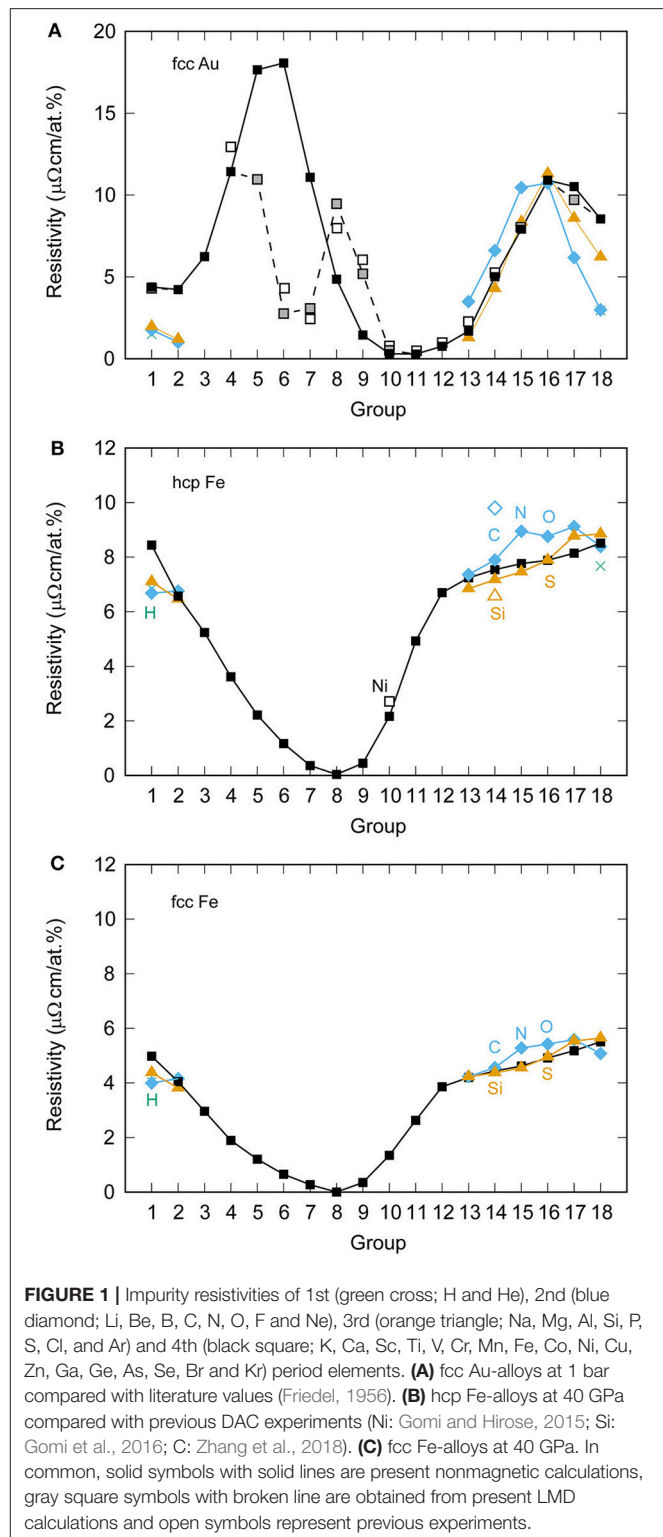 A
fcc Au
20
15
10
5
0
Resistivity (μΩcm/at.%)
1 2 3 4 5 6 7 8 9 10 11 12 13 14 15 16 17 18
Group
B
hcp Fe
12
10
8
6
4
2
0
Resistivity (μΩcm/at.%)
H
Ni
C
N
O
Si
S
1 2 3 4 5 6 7 8 9 10 11 12 13 14 15 16 17 18
Group
C
fcc Fe
12
10
8
6
4
2
0
Resistivity (μΩcm/at.%)
H
C
N
O
Si
S
1 2 3 4 5 6 7 8 9 10 11 12 13 14 15 16 17 18
Group
FIGURE 1 | Impurity resistivities of 1st (green cross; H and He), 2nd (blue
diamond; Li, Be, B, C, N, O, F and Ne), 3rd (orange triangle; Na, Mg, Al, Si, P,
S, Cl, and Ar) and 4th (black square; K, Ca, Sc, Ti, V, Cr, Mn, Fe, Co, Ni, Cu,
Zn, Ga, Ge, As, Se, Br and Kr) period elements. (A) fcc Au-alloys at 1 bar
compared with literature values (Friedel, 1956). (B) hcp Fe-alloys at 40 GPa
compared with previous DAC experiments (Ni: Gomi and Hirose, 2015; Si:
Gomi et al., 2016; C: Zhang et al., 2018). (C) fcc Fe-alloys at 40 GPa. In
common, solid symbols with solid lines are present nonmagnetic calculations,
gray square symbols with broken line are obtained from present LMD
calculations and open symbols represent previous experiments.